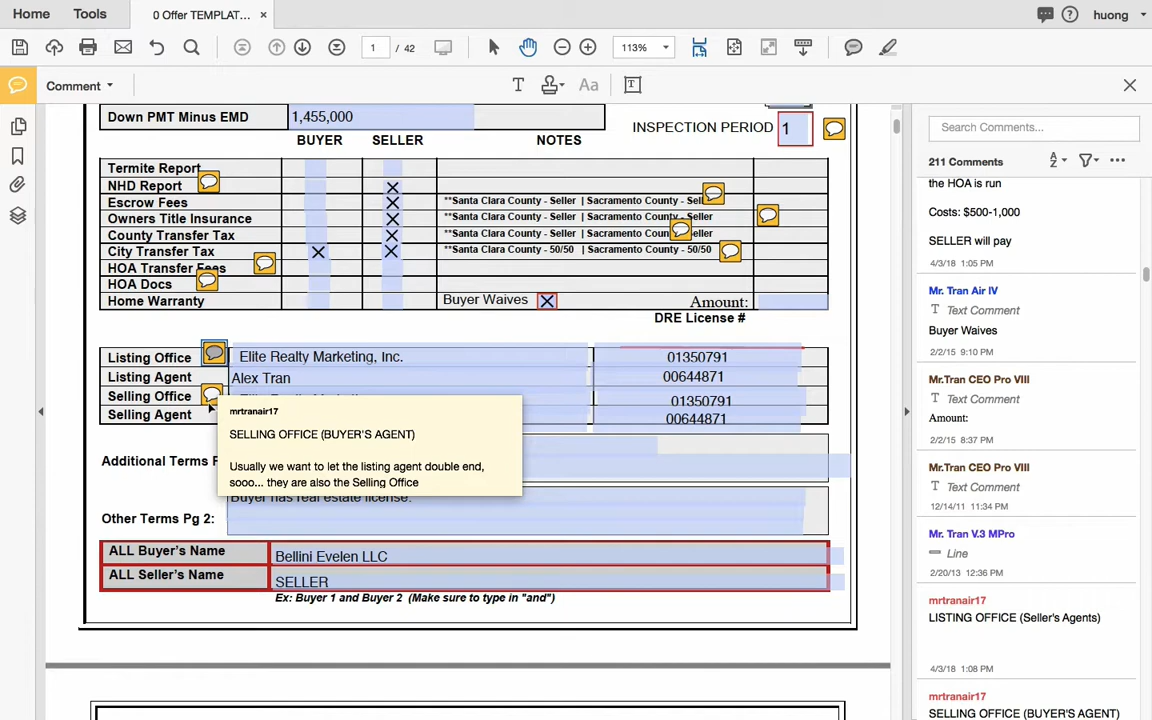 Home
Tools
0 Offer TEMPLAT...
×
huong
1 / 42
113%
Comment
Aa
Down PMT Minus EMD
1,455,000
BUYER
SELLER
NOTES
INSPECTION PERIOD
1
Termite Report
NHD Report
Escrow Fees
**Santa Clara County - Seller | Sacramento County - Sell
Owners Title Insurance
**Santa Clara County - Seller | Sacramento County - Seller
County Transfer Tax
**Santa Clara County - Seller | Sacramento County - Seller
City Transfer Tax
**Santa Clara County - 50/50 | Sacramento County - 50/50
HOA Transfer Fees
HOA Docs
Home Warranty
Buyer Waives
Amount:
DRE License #
Listing Office
Elite Realty Marketing, Inc.
01350791
Listing Agent
Alex Tran
00644871
Selling Office
01350791
Selling Agent
00644871
mrtranair17
SELLING OFFICE (BUYER'S AGENT)
Usually we want to let the listing agent double end,
sooo... they are also the Selling Office
Additional Terms P
Buyer has real estate license.
Other Terms Pg 2:
ALL Buyer's Name
Bellini Evelen LLC
ALL Seller's Name
SELLER
Ex: Buyer 1 and Buyer 2 (Make sure to type in "and")
Search Comments...
211 Comments
the HOA is run
Costs: $500-1,000
SELLER will pay
4/3/18 1:05 PM
Mr. Tran Air IV
T Text Comment
Buyer Waives
2/2/15 9:10 PM
Mr.Tran CEO Pro VIII
T Text Comment
Amount:
2/2/15 8:37 PM
Mr.Tran CEO Pro VIII
T Text Comment
12/14/11 11:34 PM
Mr. Tran V.3 MPro
Line
2/20/13 12:36 PM
mrtranair17
LISTING OFFICE (Seller's Agents)
4/3/18 1:08 PM
mrtranair17
SELLING OFFICE (BUYER'S AGENT)